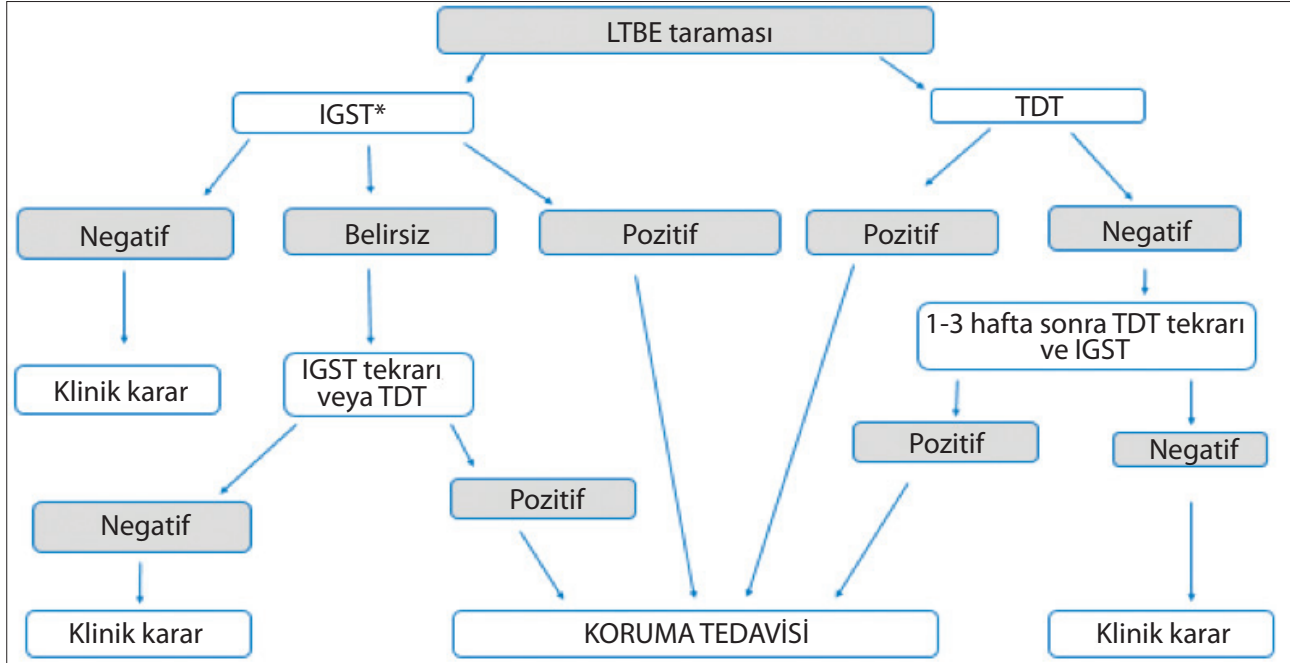 LTBE taraması
IGST*
TDT
Negatif
Belirsiz
Pozitif
Pozitif
Negatif
1-3 hafta sonra TDT tekrarı
ve IGST
Klinik karar
IGST tekrarı
veya TDT
Pozitif
Negatif
Pozitif
Negatif
Klinik karar
KORUMA TEDAVİSİ
Klinik karar